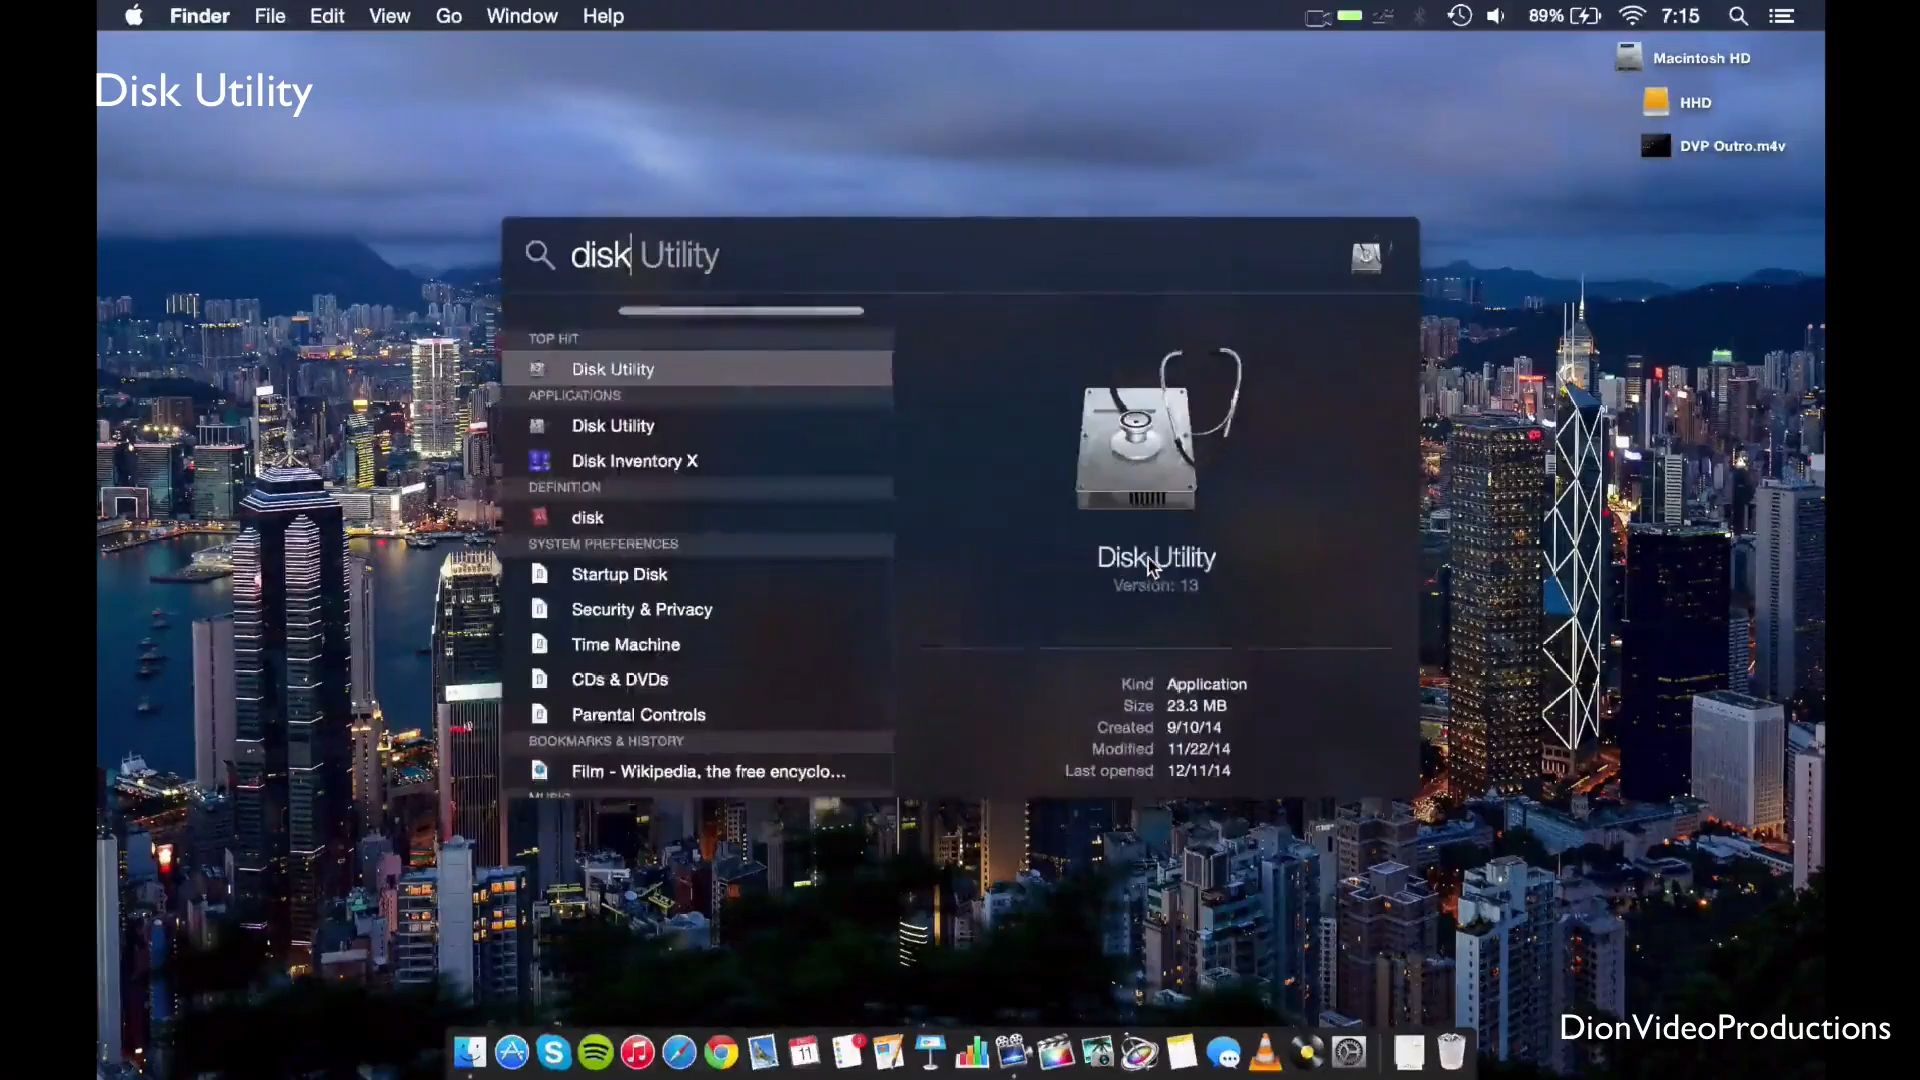 Finder File Edit View Go Window Help
89% 7:15
Macintosh HD
HHD
DVP Outro.m4v
Disk Utility
disk Utility
TOP HIT
Disk Utility
APPLICATIONS
Disk Utility
Disk Inventory X
DEFINITION
disk
SYSTEM PREFERENCES
Startup Disk
Security & Privacy
Time Machine
CDs & DVDs
Parental Controls
BOOKMARKS & HISTORY
Film - Wikipedia, the free encyclo...
MUSIC
Disk Utility
Version: 13
Kind Application
Size 23.3 MB
Created 9/10/14
Modified 11/22/14
Last opened 12/11/14
11
DionVideoProductions